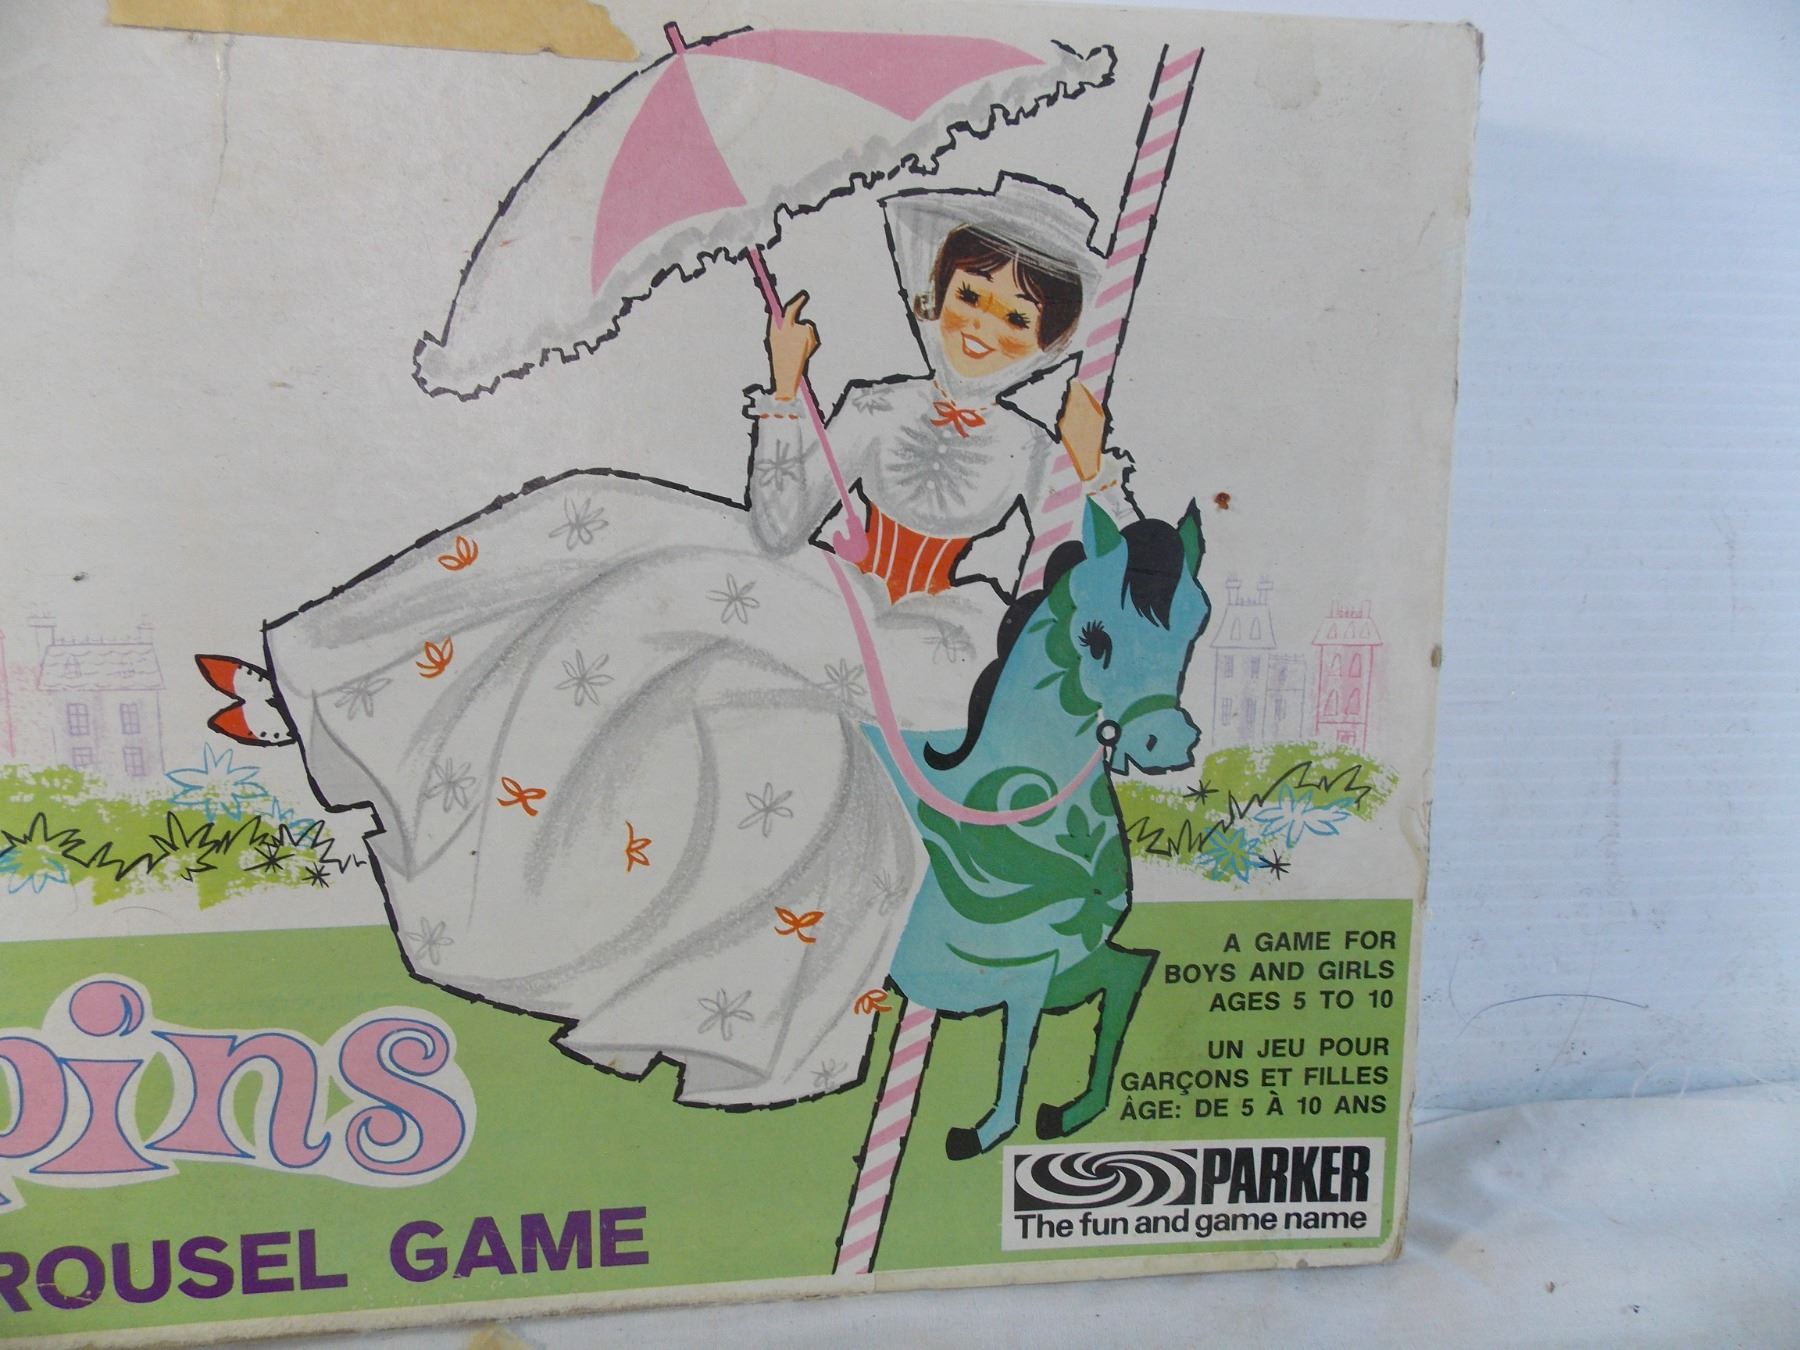 pins
ROUSEL GAME
A GAME FOR
BOYS AND GIRLS
AGES 5 TO 10
UN JEU POUR
GARÇONS ET FILLES
ÂGE: DE 5 À 10 ANS
PARKER
The fun and game name